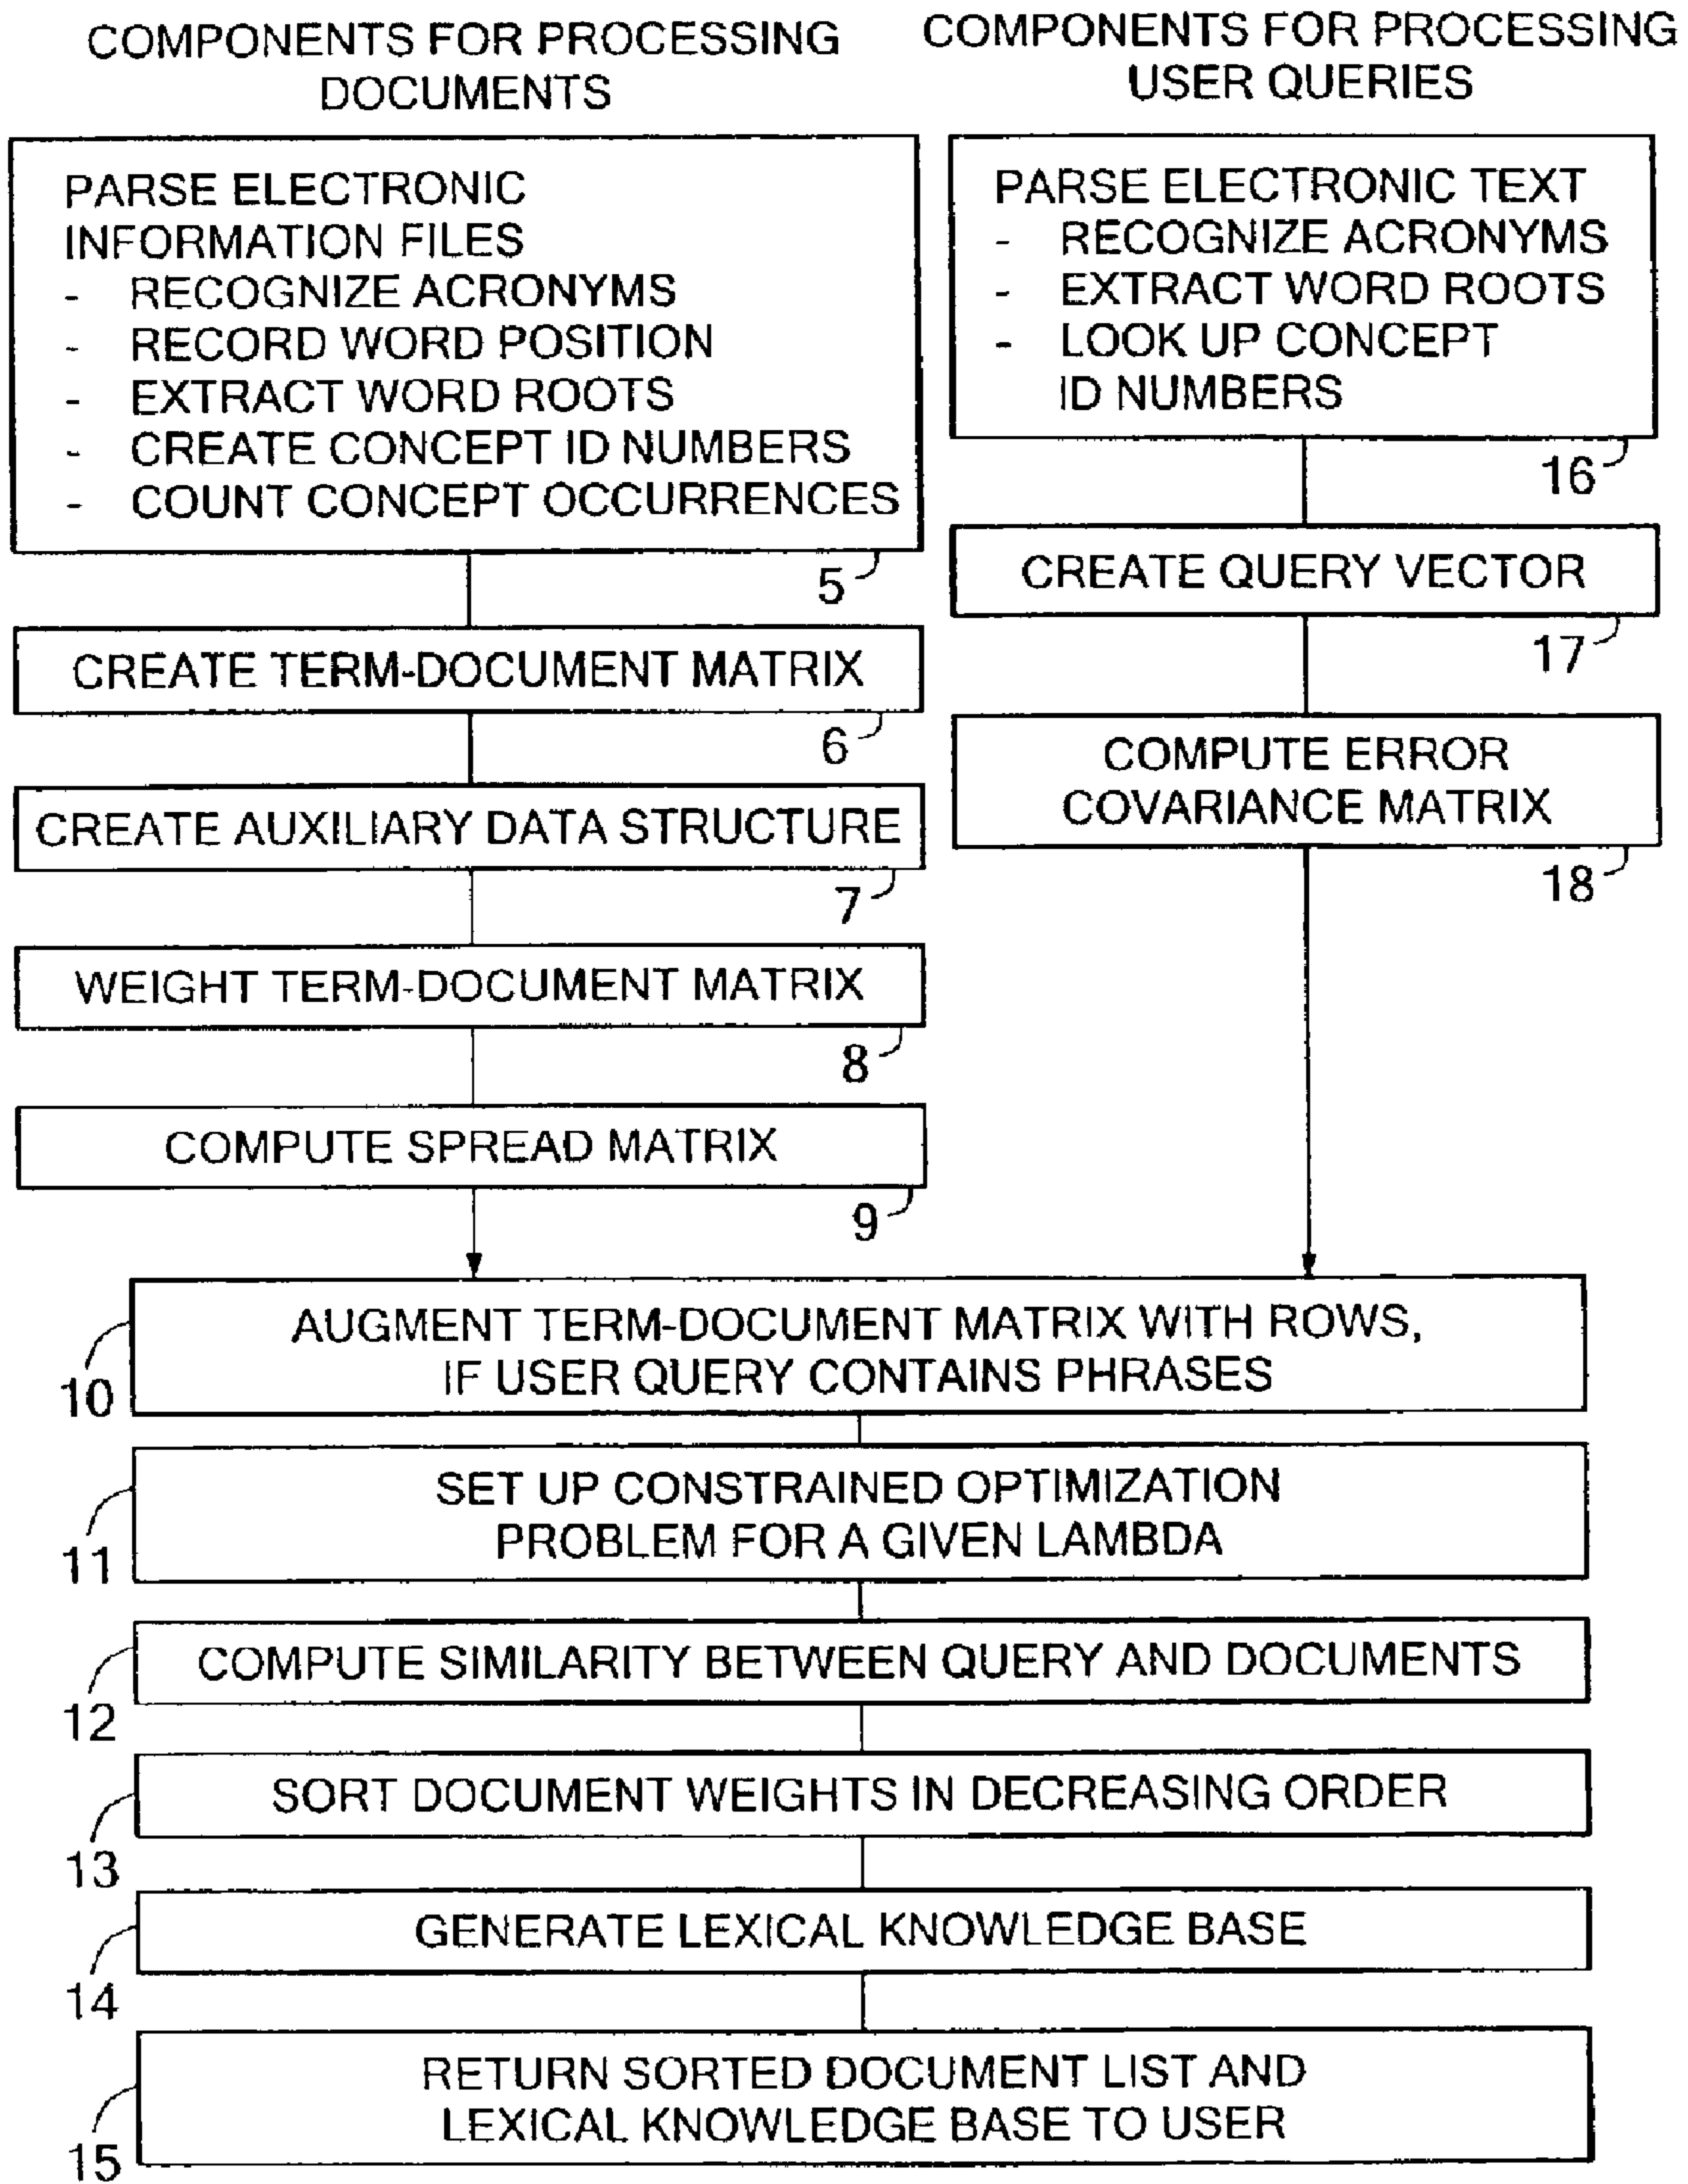 COMPONENTS FOR PROCESSING
DOCUMENTS
PARSE ELECTRONIC
INFORMATION FILES
- RECOGNIZE ACRONYMS
- RECORD WORD POSITION
- EXTRACT WORD ROOTS
- CREATE CONCEPT ID NUMBERS
- COUNT CONCEPT OCCURRENCES
5
CREATE TERM-DOCUMENT MATRIX
6
CREATE AUXILIARY DATA STRUCTURE
7
WEIGHT TERM-DOCUMENT MATRIX
8
COMPUTE SPREAD MATRIX
9
COMPONENTS FOR PROCESSING
USER QUERIES
PARSE ELECTRONIC TEXT
- RECOGNIZE ACRONYMS
- EXTRACT WORD ROOTS
- LOOK UP CONCEPT
ID NUMBERS
16
CREATE QUERY VECTOR
17
COMPUTE ERROR
COVARIANCE MATRIX
18
AUGMENT TERM-DOCUMENT MATRIX WITH ROWS,
IF USER QUERY CONTAINS PHRASES
10
SET UP CONSTRAINED OPTIMIZATION
PROBLEM FOR A GIVEN LAMBDA
11
COMPUTE SIMILARITY BETWEEN QUERY AND DOCUMENTS
12
SORT DOCUMENT WEIGHTS IN DECREASING ORDER
13
GENERATE LEXICAL KNOWLEDGE BASE
14
RETURN SORTED DOCUMENT LIST AND
LEXICAL KNOWLEDGE BASE TO USER
15